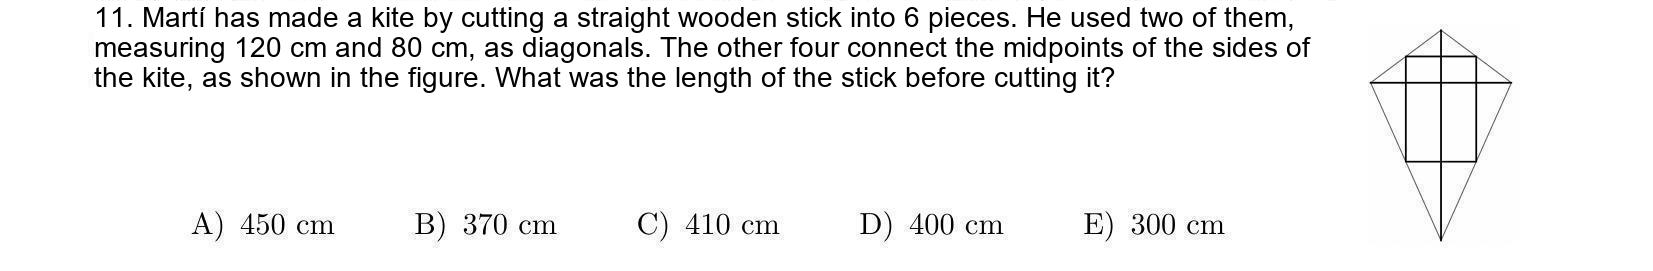 11. Martí has made a kite by cutting a straight wooden stick into 6 pieces. He used two of them,
measuring 120 cm and 80 cm, as diagonals. The other four connect the midpoints of the sides of
the kite, as shown in the figure. What was the length of the stick before cutting it?
A) 450 cm B) 370 cm C) 410 cm D) 400 cm E) 300 cm